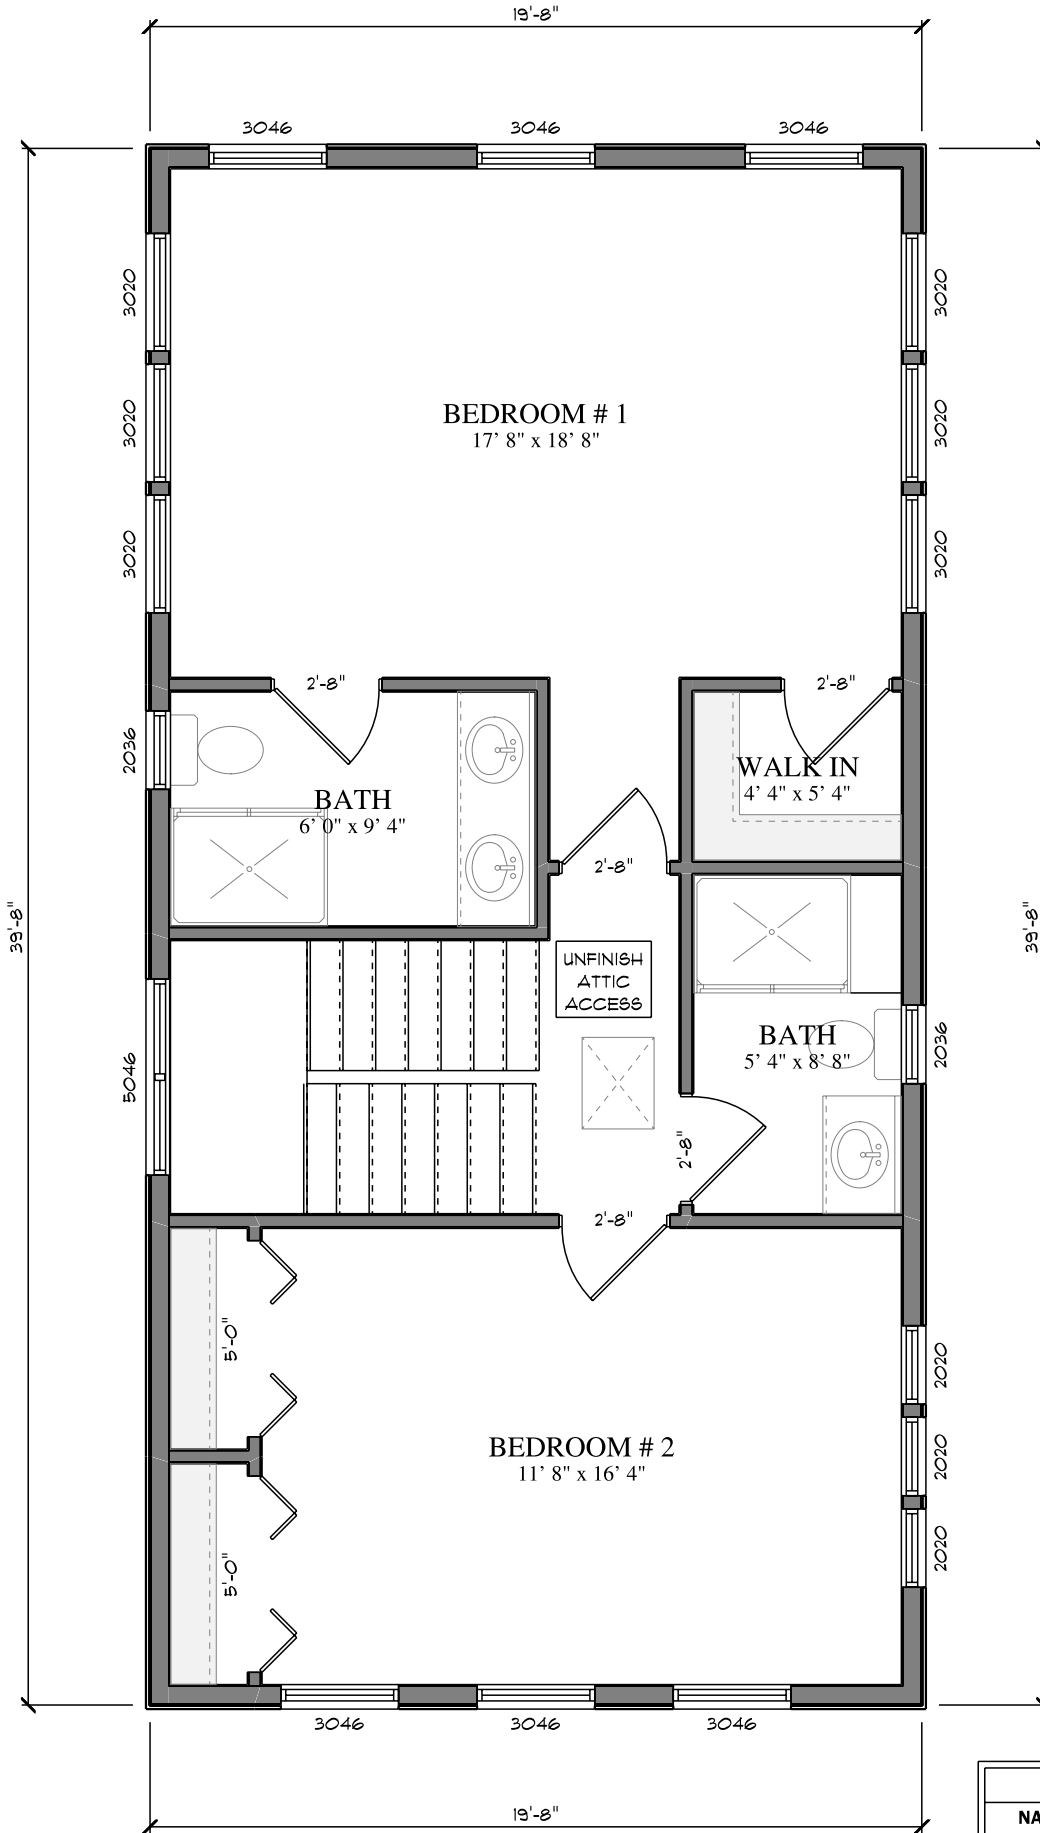 19'-8"
3046 3046 3046
3020 3020
3020 3020
BEDROOM # 1
17' 8" x 18' 8"
3020 3020
2'-8" 2'-8"
2036
WALK IN
4' 4" x 5' 4"
BATH
6' 0" x 9' 4"
2'-8"
39'-8" 39'-8"
UNFINISH
ATTIC
ACCESS
BATH
5' 4" x 8' 8"
2036
5046
2'-8"
2'-8"
5'-0"
2020
BEDROOM # 2
11' 8" x 16' 4"
2020
2020
5'-0"
3046 3046 3046
19'-8"
NA